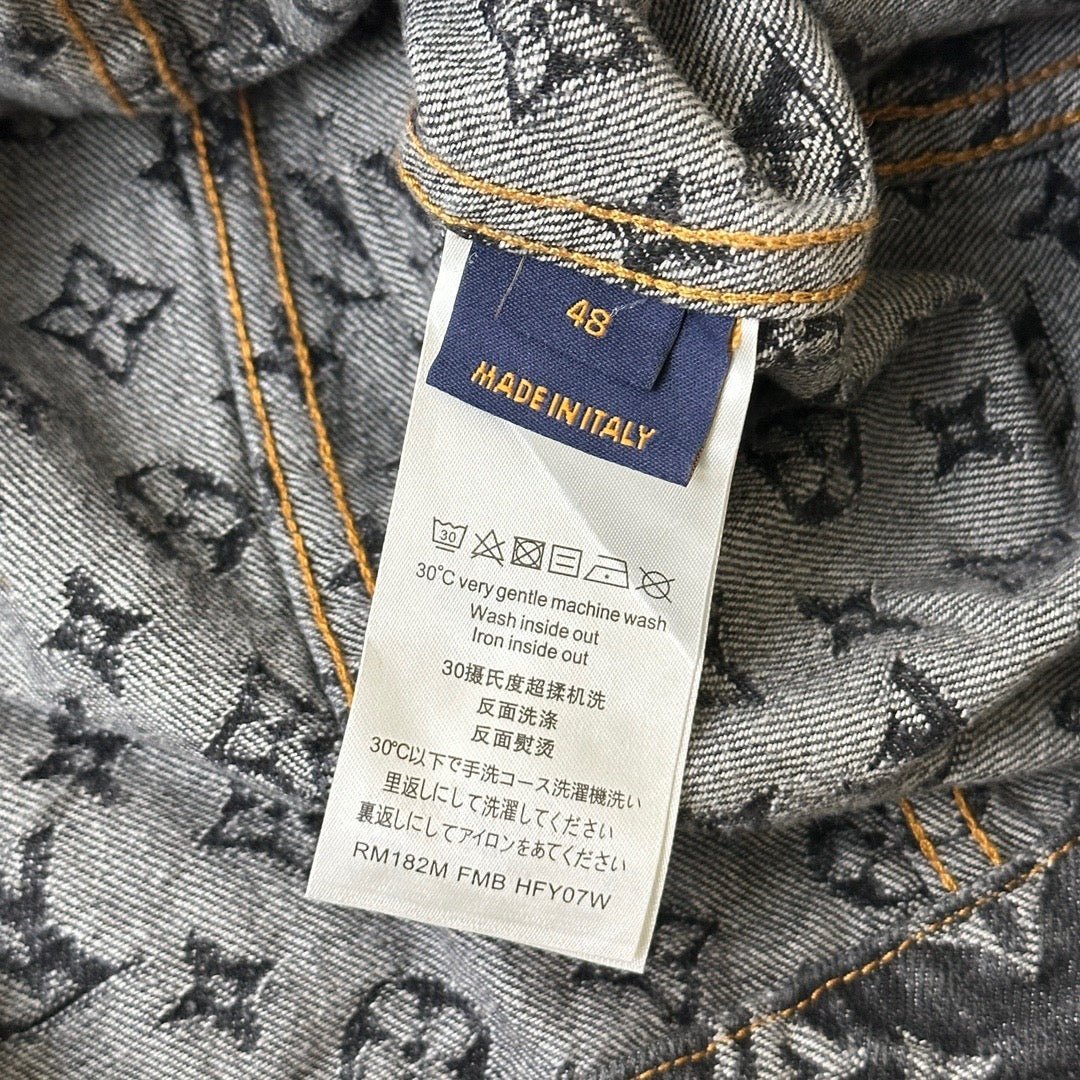 48
MADE IN ITALY
30
30°C very gentle machine wash
Wash inside out
Iron inside out
30摄氏度超揉机洗
反面洗涤
反面熨烫
30℃以下で手洗コース洗濯機洗い
里返しにして洗濯してください
裏返しにしてアイロンをあてください
RM182M FMB HFY07W